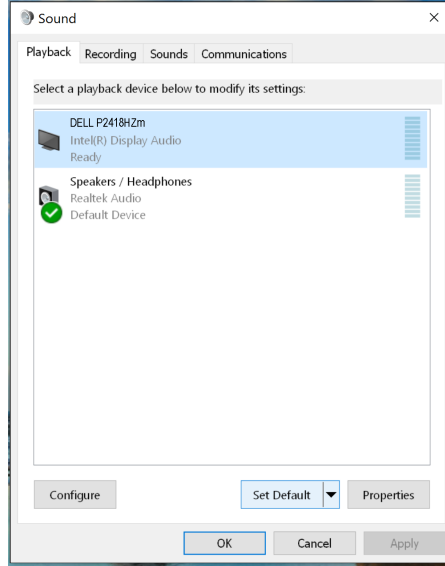 Sound
Playback Recording Sounds Communications
Select a playback device below to modify its settings:
DELL P2418HZm
Intel(R) Display Audio
Ready
Speakers / Headphones
Realtek Audio
Default Device
Configure Set Default Properties
OK Cancel Apply